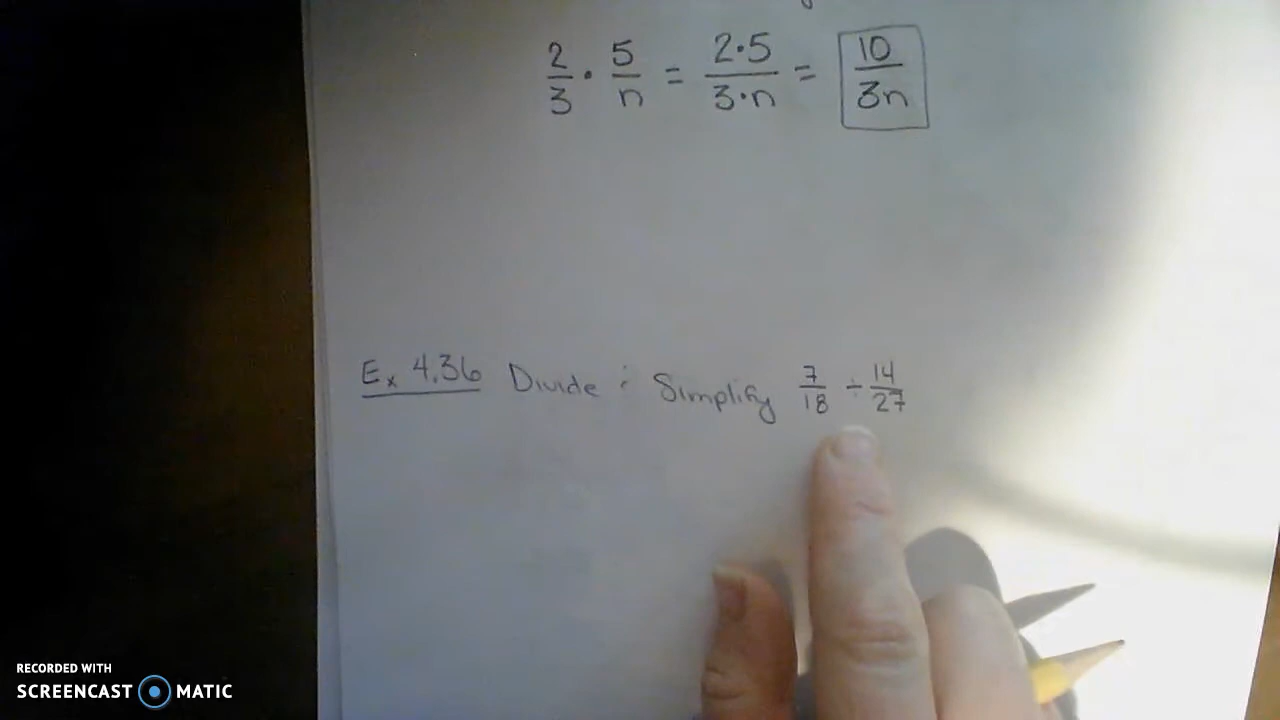 2/3 · 5/n = 2·5/3·n = 10/3n
Ex 4.36 Divide & Simplify 7/18 ÷ 14/27
RECORDED WITH
SCREENCAST MATIC